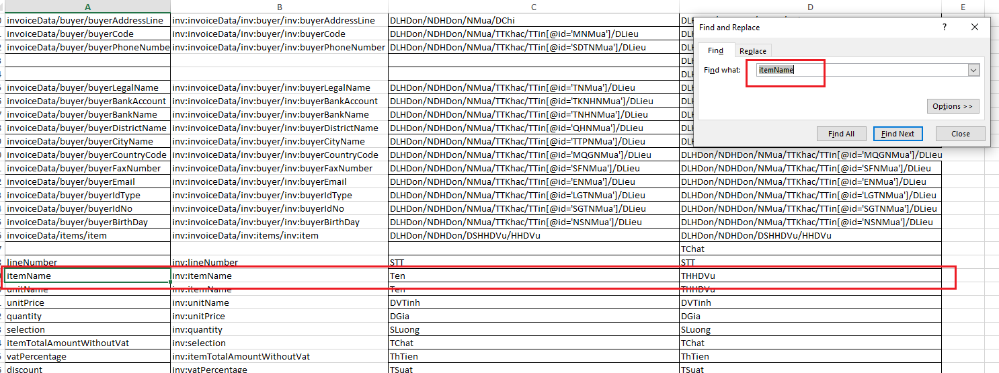 A B C D E
invoiceData/buyer/buyerAddressLine inv:invoiceData/inv:buyer/inv:buyerAddressLine DLHDon/NDHDon/NMua/DChi
invoiceData/buyer/buyerCode inv:invoiceData/inv:buyer/inv:buyerCode DLHDon/NDHDon/NMua/TTKhac/TTin[@id='MNMua']/DLieu DLH
invoiceData/buyer/buyerPhoneNumbe inv:invoiceData/inv:buyer/inv:buyerPhoneNumber DLHDon/NDHDon/NMua/TTKhac/TTin[@id='SDTNMua']/DLieu DLH
DLH
DLH
invoiceData/buyer/buyerLegalName inv:invoiceData/inv:buyer/inv:buyerLegalName DLHDon/NDHDon/NMua/TTKhac/TTin[@id='TNMua']/DLieu DLH
invoiceData/buyer/buyerBankAccount inv:invoiceData/inv:buyer/inv:buyerBankAccount DLHDon/NDHDon/NMua/TTKhac/TTin[@id='TKNHNMua']/DLieu DLH
invoiceData/buyer/buyerBankName inv:invoiceData/inv:buyer/inv:buyerBankName DLHDon/NDHDon/NMua/TTKhac/TTin[@id='TNHNMua']/DLieu DLH
invoiceData/buyer/buyerDistrictName inv:invoiceData/inv:buyer/inv:buyerDistrictName DLHDon/NDHDon/NMua/TTKhac/TTin[@id='QHNMua']/DLieu DLH
invoiceData/buyer/buyerCityName inv:invoiceData/inv:buyer/inv:buyerCityName DLHDon/NDHDon/NMua/TTKhac/TTin[@id='TTPNMua']/DLieu DLH
invoiceData/buyer/buyerCountryCode inv:invoiceData/inv:buyer/inv:buyerCountryCode DLHDon/NDHDon/NMua/TTKhac/TTin[@id='MQGNMua']/DLieu DLHDon/NDHDon/NMua/TTKhac/TTin[@id='MQGNMua']/DLieu
invoiceData/buyer/buyerFaxNumber inv:invoiceData/inv:buyer/inv:buyerFaxNumber DLHDon/NDHDon/NMua/TTKhac/TTin[@id='SFNMua']/DLieu DLHDon/NDHDon/NMua/TTKhac/TTin[@id='SFNMua']/DLieu
invoiceData/buyer/buyerEmail inv:invoiceData/inv:buyer/inv:buyerEmail DLHDon/NDHDon/NMua/TTKhac/TTin[@id='ENMua']/DLieu DLHDon/NDHDon/NMua/TTKhac/TTin[@id='ENMua']/DLieu
invoiceData/buyer/buyerIdType inv:invoiceData/inv:buyer/inv:buyerIdType DLHDon/NDHDon/NMua/TTKhac/TTin[@id='LGTNMua']/DLieu DLHDon/NDHDon/NMua/TTKhac/TTin[@id='LGTNMua']/DLieu
invoiceData/buyer/buyerIdNo inv:invoiceData/inv:buyer/inv:buyerIdNo DLHDon/NDHDon/NMua/TTKhac/TTin[@id='SGTNMua']/DLieu DLHDon/NDHDon/NMua/TTKhac/TTin[@id='SGTNMua']/DLieu
invoiceData/buyer/buyerBirthDay inv:invoiceData/inv:buyer/inv:buyerBirthDay DLHDon/NDHDon/NMua/TTKhac/TTin[@id='NSNMua']/DLieu DLHDon/NDHDon/NMua/TTKhac/TTin[@id='NSNMua']/DLieu
invoiceData/items/item inv:invoiceData/inv:items/inv:item DLHDon/NDHDon/DSHHDVu/HHDVu DLHDon/NDHDon/DSHHDVu/HHDVu
TChat
lineNumber inv:lineNumber STT STT
itemName inv:itemName Ten THHDVu
unitName inv:itemName Ten THHDVu
unitPrice inv:unitName DVTinh DVTinh
quantity inv:unitPrice DGia DGia
selection inv:quantity SLuong SLuong
itemTotalAmountWithoutVat inv:selection TChat TChat
vatPercentage inv:itemTotalAmountWithoutVat ThTien ThTien
discount inv:vatPercentage TSuat TSuat
Find and Replace ?
Find Replace
Find what: itemName
Options >>
Find All Find Next Close